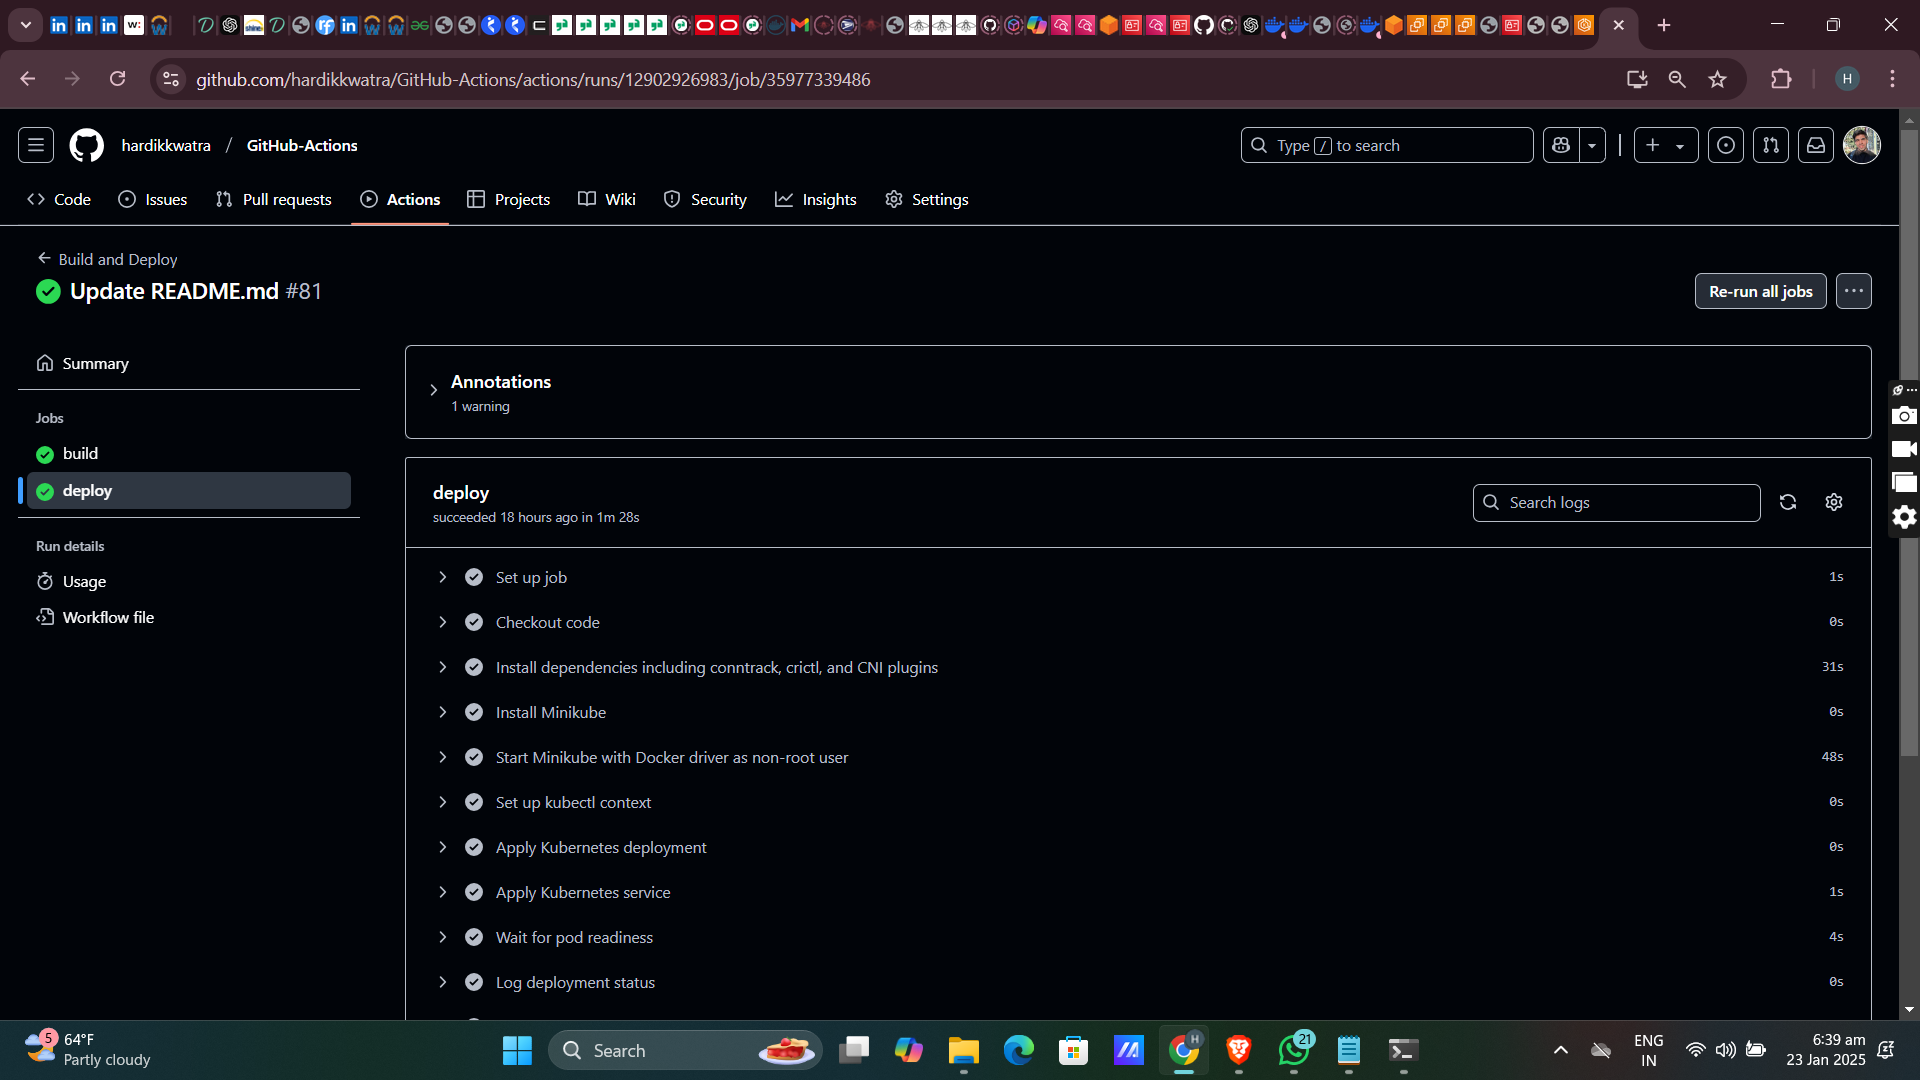 github.com/hardikkwatra/GitHub-Actions/actions/runs/12902926983/job/35977339486
H
hardikkwatra / GitHub-Actions
Type / to search
Code
Issues
Pull requests
Actions
Projects
Wiki
Security
Insights
Settings
Build and Deploy
Update README.md #81
Re-run all jobs
Summary
Jobs
build
deploy
Run details
Usage
Workflow file
Annotations
1 warning
deploy
succeeded 18 hours ago in 1m 28s
Search logs
Set up job 1s
Checkout code 0s
Install dependencies including conntrack, crictl, and CNI plugins 31s
Install Minikube 0s
Start Minikube with Docker driver as non-root user 48s
Set up kubectl context 0s
Apply Kubernetes deployment 0s
Apply Kubernetes service 1s
Wait for pod readiness 4s
Log deployment status 0s
5
64°F
Partly cloudy
Search
H
21
ENG
IN
6:39 am
23 Jan 2025